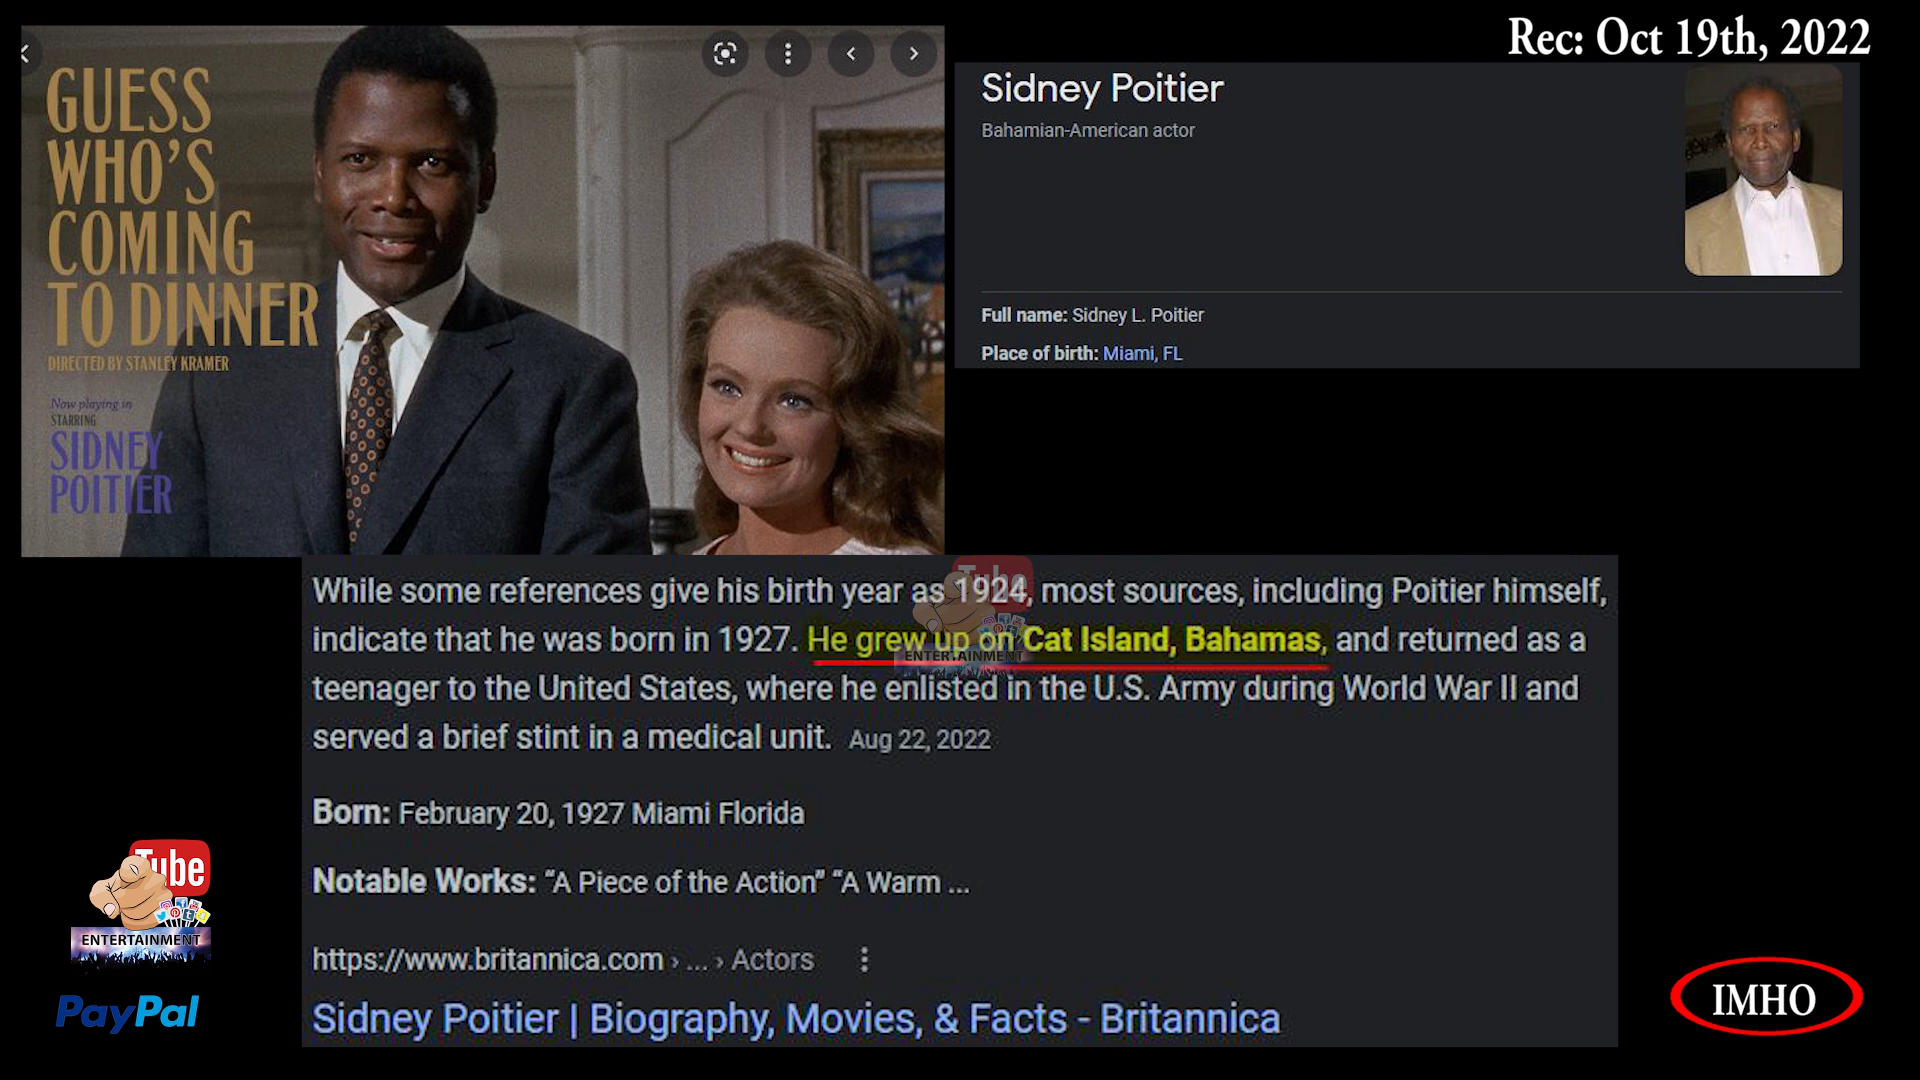 Rec: Oct 19th, 2022
GUESS
WHO'S
COMING
TO DINNER
DIRECTED BY STANLEY KRAMER
Now playing in
STARRING
SIDNEY
POITIER
Sidney Poitier
Bahamian-American actor
Full name: Sidney L. Poitier
Place of birth: Miami, FL
While some references give his birth year as 1924, most sources, including Poitier himself,
indicate that he was born in 1927. He grew up on Cat Island, Bahamas, and returned as a
teenager to the United States, where he enlisted in the U.S. Army during World War II and
served a brief stint in a medical unit. Aug 22, 2022
Tube
ENTERTAINMENT
Born: February 20, 1927 Miami Florida
Notable Works: “A Piece of the Action” “A Warm ...
https://www.britannica.com › ... › Actors
Sidney Poitier | Biography, Movies, & Facts - Britannica
Tube
ENTERTAINMENT
PayPal
IMHO